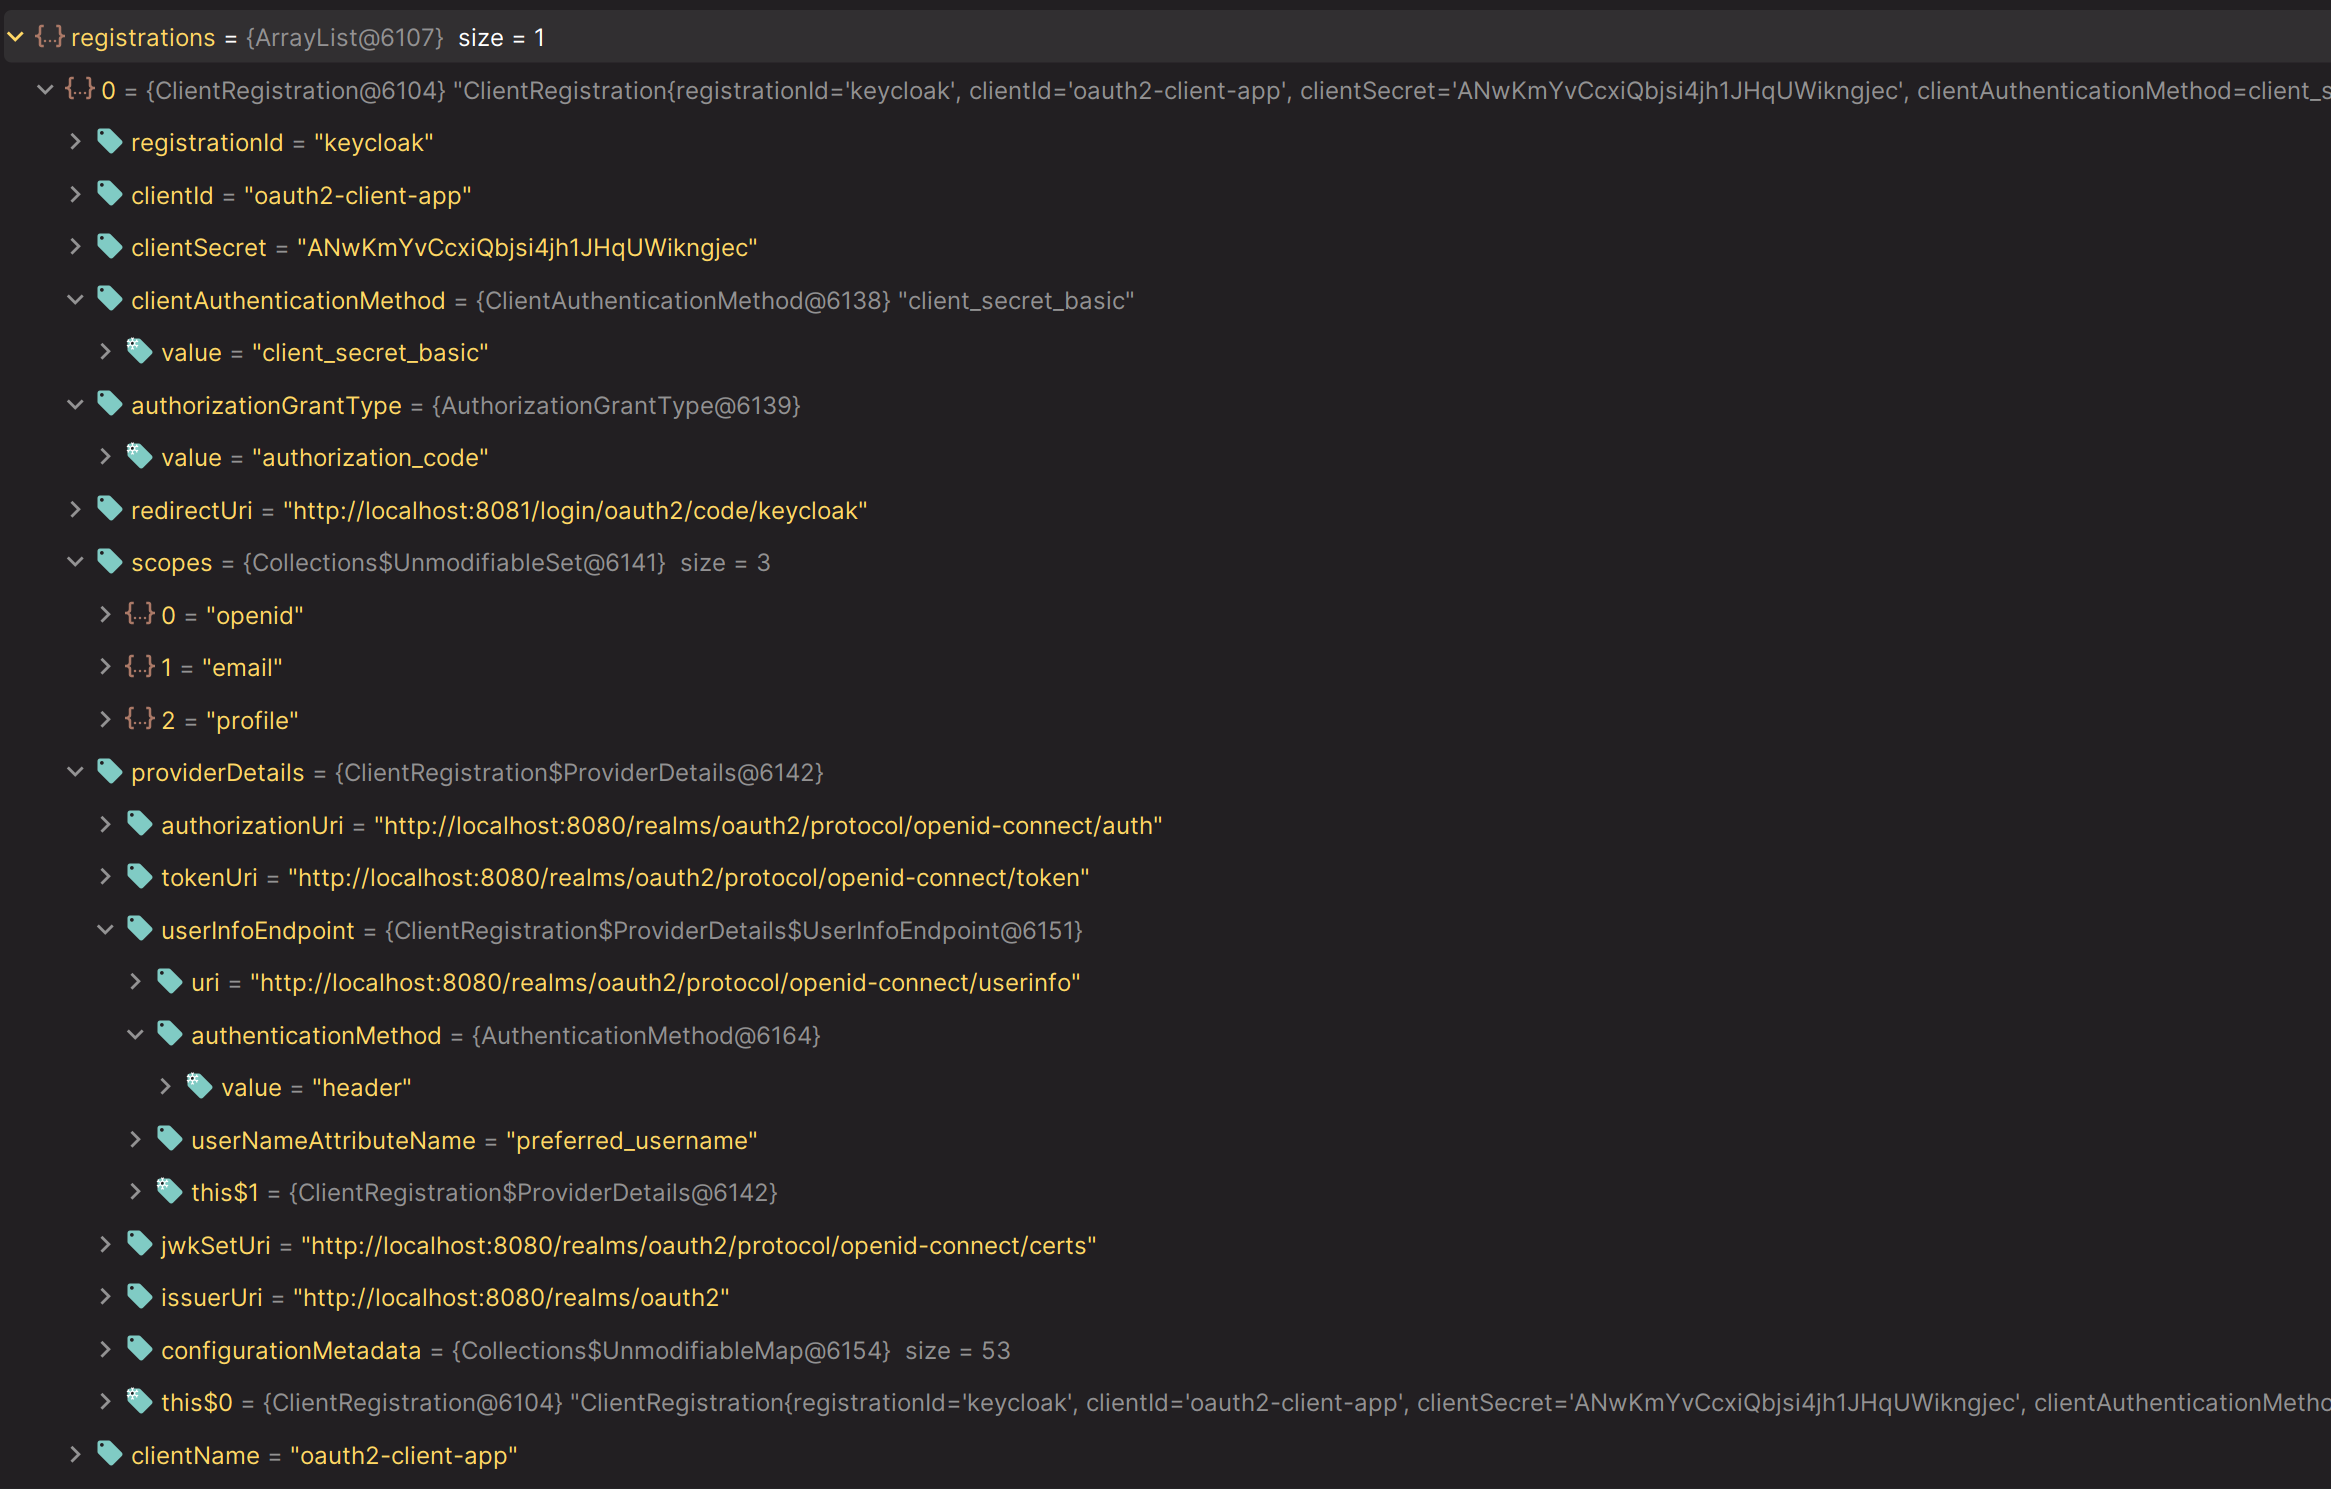 registrations = {ArrayList@6107} size = 1
0 = {ClientRegistration@6104} "ClientRegistration{registrationId='keycloak', clientId='oauth2-client-app', clientSecret='ANwKmYvCcxiQbjsi4jh1JHqUWikngjec', clientAuthenticationMethod=client_s
registrationId = "keycloak"
clientId = "oauth2-client-app"
clientSecret = "ANwKmYvCcxiQbjsi4jh1JHqUWikngjec"
clientAuthenticationMethod = {ClientAuthenticationMethod@6138} "client_secret_basic"
value = "client_secret_basic"
authorizationGrantType = {AuthorizationGrantType@6139}
value = "authorization_code"
redirectUri = "http://localhost:8081/login/oauth2/code/keycloak"
scopes = {Collections$UnmodifiableSet@6141} size = 3
0 = "openid"
1 = "email"
2 = "profile"
providerDetails = {ClientRegistration$ProviderDetails@6142}
authorizationUri = "http://localhost:8080/realms/oauth2/protocol/openid-connect/auth"
tokenUri = "http://localhost:8080/realms/oauth2/protocol/openid-connect/token"
userInfoEndpoint = {ClientRegistration$ProviderDetails$UserInfoEndpoint@6151}
uri = "http://localhost:8080/realms/oauth2/protocol/openid-connect/userinfo"
authenticationMethod = {AuthenticationMethod@6164}
value = "header"
userNameAttributeName = "preferred_username"
this$1 = {ClientRegistration$ProviderDetails@6142}
jwkSetUri = "http://localhost:8080/realms/oauth2/protocol/openid-connect/certs"
issuerUri = "http://localhost:8080/realms/oauth2"
configurationMetadata = {Collections$UnmodifiableMap@6154} size = 53
this$0 = {ClientRegistration@6104} "ClientRegistration{registrationId='keycloak', clientId='oauth2-client-app', clientSecret='ANwKmYvCcxiQbjsi4jh1JHqUWikngjec', clientAuthenticationMetho
clientName = "oauth2-client-app"